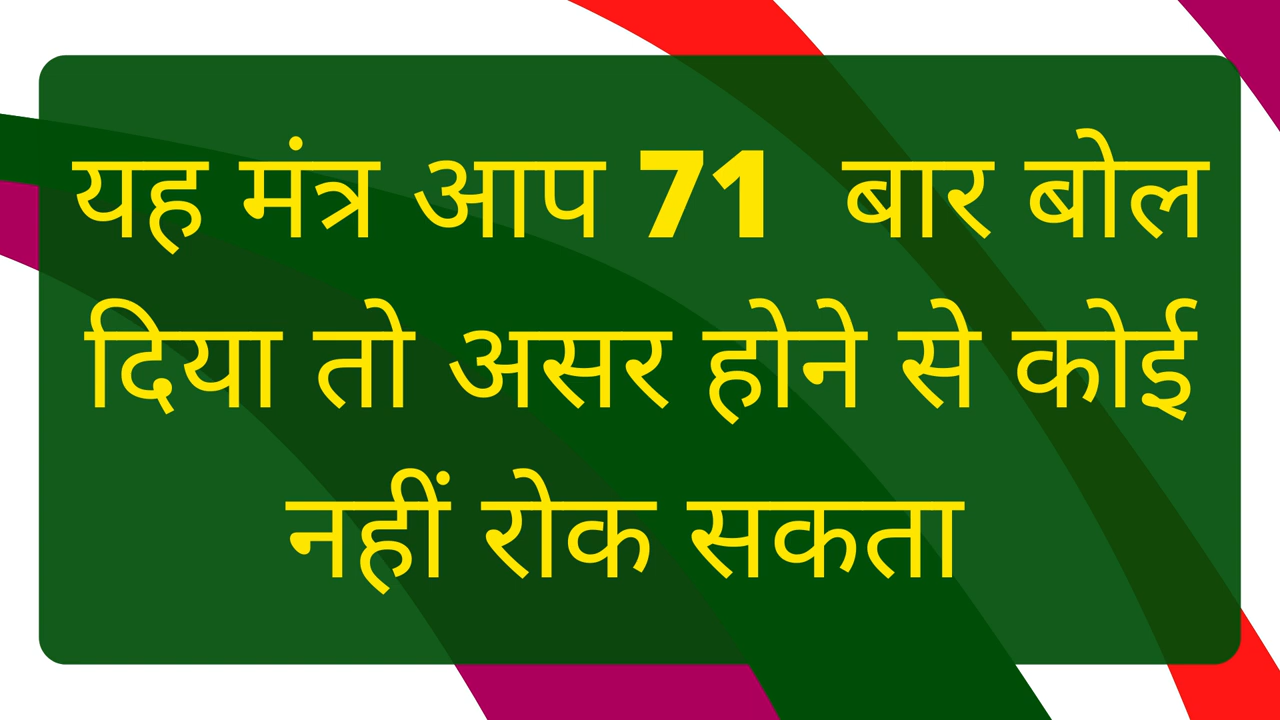 यह मंत्र आप 71 बार बोल
दिया तो असर होने से कोई
नहीं रोक सकता